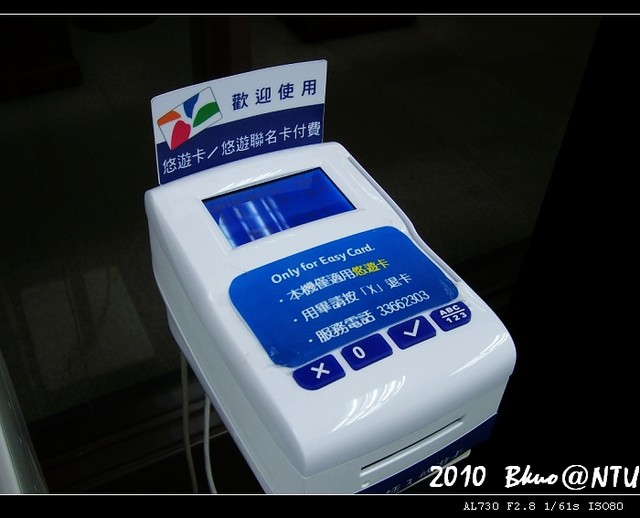 歡迎使用
悠遊卡／悠遊聯名卡付費
Only for Easy Card.
·本機僅適用悠遊卡
·用畢請按「X」退卡
·服務電話 33662303
X O ✓ ABC 123
2010 Bkuo@NTU
AL730 F2.8 1/61s ISO80